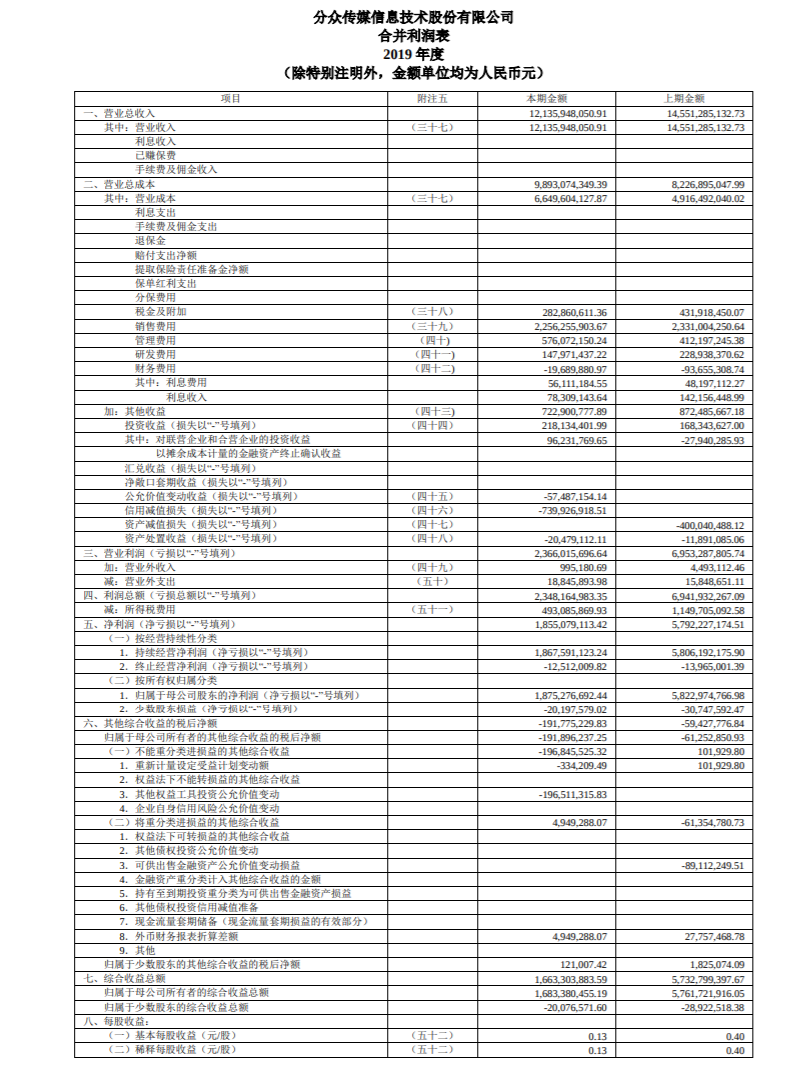 分众传媒信息技术股份有限公司
合并利润表
2019 年度
（除特别注明外，金额单位均为人民币元）
项目 附注五 本期金额 上期金额
一、营业总收入 12,135,948,050.91 14,551,285,132.73
其中：营业收入 （三十七） 12,135,948,050.91 14,551,285,132.73
利息收入
已赚保费
手续费及佣金收入
二、营业总成本 9,893,074,349.39 8,226,895,047.99
其中：营业成本 （三十七） 6,649,604,127.87 4,916,492,040.02
利息支出
手续费及佣金支出
退保金
赔付支出净额
提取保险责任准备金净额
保单红利支出
分保费用
税金及附加 （三十八） 282,860,611.36 431,918,450.07
销售费用 （三十九） 2,256,255,903.67 2,331,004,250.64
管理费用 （四十） 576,072,150.24 412,197,245.38
研发费用 （四十一） 147,971,437.22 228,938,370.62
财务费用 （四十二） -19,689,880.97 -93,655,308.74
其中：利息费用 56,111,184.55 48,197,112.27
利息收入 78,309,143.64 142,156,448.99
加：其他收益 （四十三） 722,900,777.89 872,485,667.18
投资收益（损失以“-”号填列） （四十四） 218,134,401.99 168,343,627.00
其中：对联营企业和合营企业的投资收益 96,231,769.65 -27,940,285.93
以摊余成本计量的金融资产终止确认收益
汇兑收益（损失以“-”号填列）
净敞口套期收益（损失以“-”号填列）
公允价值变动收益（损失以“-”号填列） （四十五） -57,487,154.14
信用减值损失（损失以“-”号填列） （四十六） -739,926,918.51
资产减值损失（损失以“-”号填列） （四十七） -400,040,488.12
资产处置收益（损失以“-”号填列） （四十八） -20,479,112.11 -11,891,085.06
三、营业利润（亏损以“-”号填列） 2,366,015,696.64 6,953,287,805.74
加：营业外收入 （四十九） 995,180.69 4,493,112.46
减：营业外支出 （五十） 18,845,893.98 15,848,651.11
四、利润总额（亏损总额以“-”号填列） 2,348,164,983.35 6,941,932,267.09
减：所得税费用 （五十一） 493,085,869.93 1,149,705,092.58
五、净利润（净亏损以“-”号填列） 1,855,079,113.42 5,792,227,174.51
（一）按经营持续性分类
1．持续经营净利润（净亏损以“-”号填列） 1,867,591,123.24 5,806,192,175.90
2．终止经营净利润（净亏损以“-”号填列） -12,512,009.82 -13,965,001.39
（二）按所有权归属分类
1．归属于母公司股东的净利润（净亏损以“-”号填列） 1,875,276,692.44 5,822,974,766.98
2．少数股东损益（净亏损以“-”号填列） -20,197,579.02 -30,747,592.47
六、其他综合收益的税后净额 -191,775,229.83 -59,427,776.84
归属于母公司所有者的其他综合收益的税后净额 -191,896,237.25 -61,252,850.93
（一）不能重分类进损益的其他综合收益 -196,845,525.32 101,929.80
1．重新计量设定受益计划变动额 -334,209.49 101,929.80
2．权益法下不能转损益的其他综合收益
3．其他权益工具投资公允价值变动 -196,511,315.83
4．企业自身信用风险公允价值变动
（二）将重分类进损益的其他综合收益 4,949,288.07 -61,354,780.73
1．权益法下可转损益的其他综合收益
2．其他债权投资公允价值变动
3．可供出售金融资产公允价值变动损益 -89,112,249.51
4．金融资产重分类计入其他综合收益的金额
5．持有至到期投资重分类为可供出售金融资产损益
6．其他债权投资信用减值准备
7．现金流量套期储备（现金流量套期损益的有效部分）
8．外币财务报表折算差额 4,949,288.07 27,757,468.78
9．其他
归属于少数股东的其他综合收益的税后净额 121,007.42 1,825,074.09
七、综合收益总额 1,663,303,883.59 5,732,799,397.67
归属于母公司所有者的综合收益总额 1,683,380,455.19 5,761,721,916.05
归属于少数股东的综合收益总额 -20,076,571.60 -28,922,518.38
八、每股收益：
（一）基本每股收益（元/股） （五十二） 0.13 0.40
（二）稀释每股收益（元/股） （五十二） 0.13 0.40